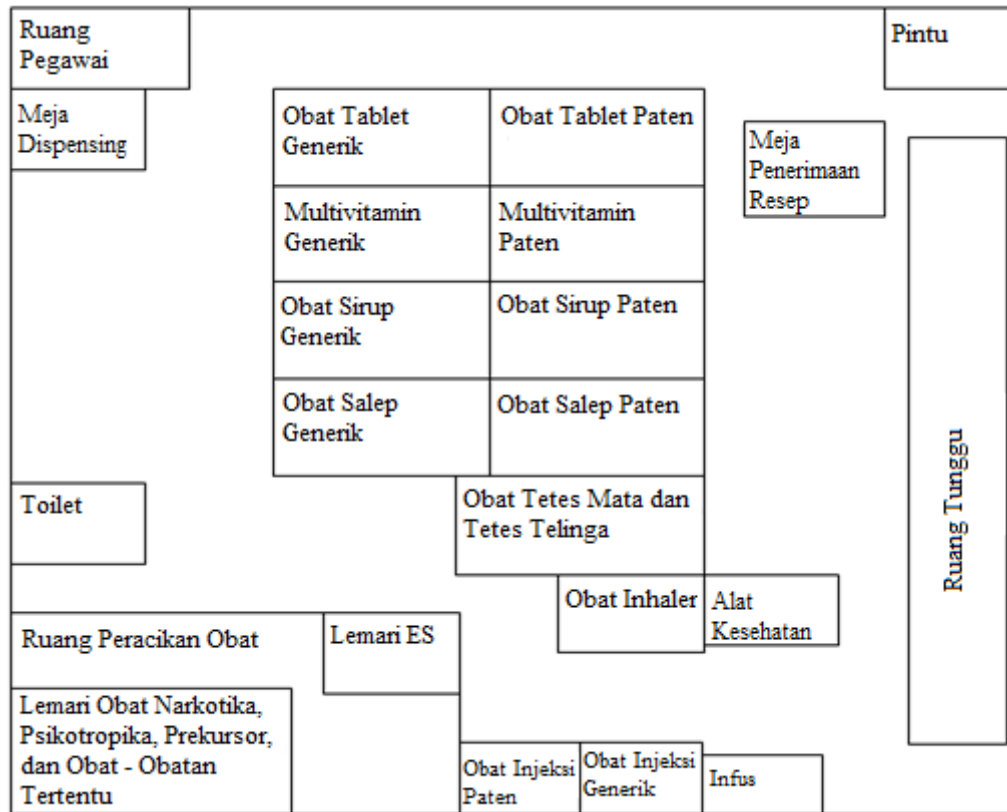 Ruang
Pegawai
Pintu
Meja
Dispensing
Obat Tablet
Generik
Obat Tablet Paten
Meja
Penerimaan
Resep
Multivitamin
Generik
Multivitamin
Paten
Obat Sirup
Generik
Obat Sirup Paten
Obat Salep
Generik
Obat Salep Paten
Ruang Tunggu
Toilet
Obat Tetes Mata dan
Tetes Telinga
Obat Inhaler
Alat
Kesehatan
Ruang Peracikan Obat
Lemari ES
Lemari Obat Narkotika,
Psikotropika, Prekursor,
dan Obat - Obatan
Tertentu
Obat Injeksi
Paten
Obat Injeksi
Generik
Infus